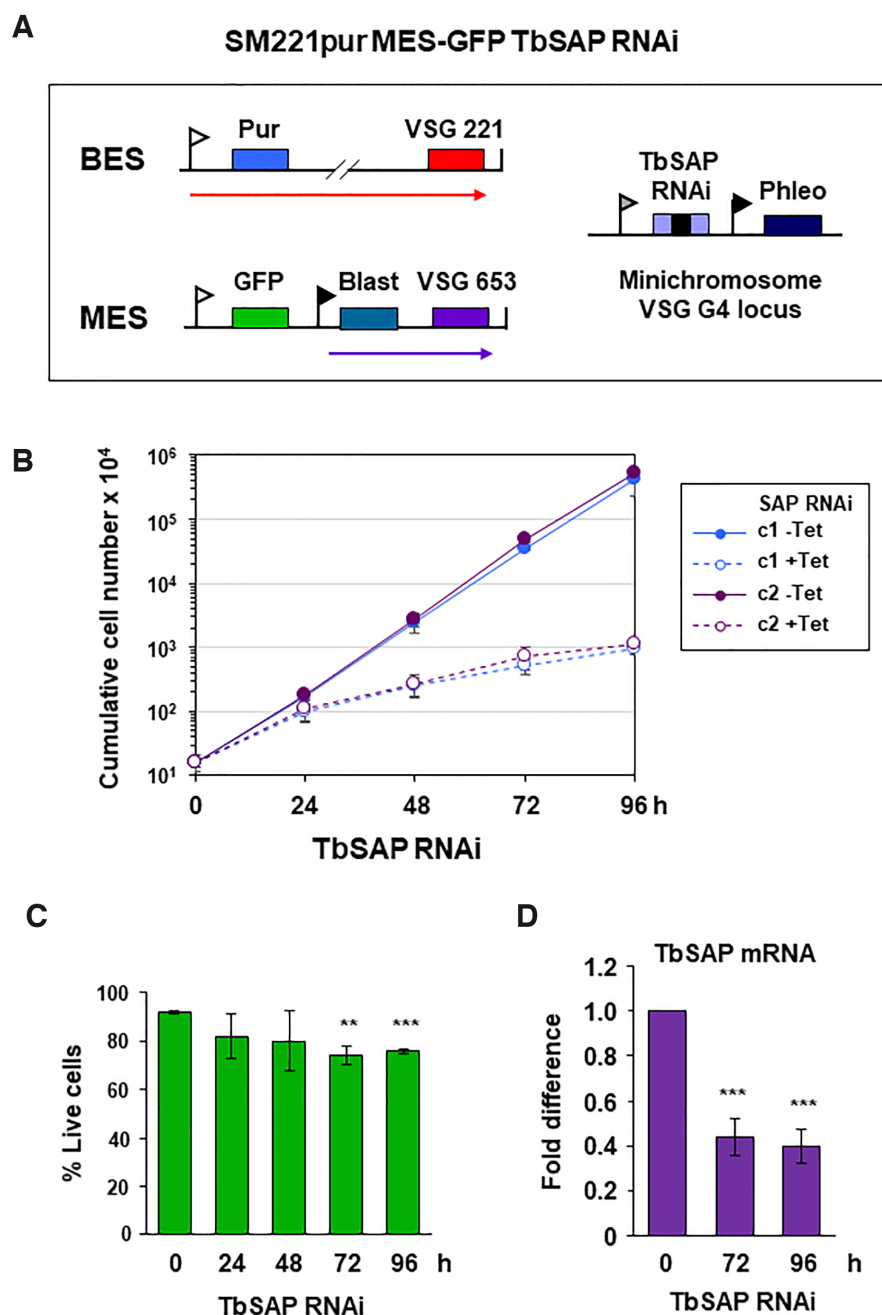 A
SM221pur MES-GFP TbSAP RNAi
BES
Pur
VSG 221
TbSAP
RNAi
Phleo
MES
GFP
Blast
VSG 653
Minichromosome
VSG G4 locus
B
Cumulative cell number x 10⁴
10⁶
10⁵
10⁴
10³
10²
10¹
0 24 48 72 96 h
TbSAP RNAi
SAP RNAi
c1 -Tet
c1 +Tet
c2 -Tet
c2 +Tet
C
% Live cells
100
80
60
40
20
0
** ***
0 24 48 72 96 h
TbSAP RNAi
D
TbSAP mRNA
Fold difference
1.2
1.0
0.8
0.6
0.4
0.2
0
*** ***
0 72 96 h
TbSAP RNAi